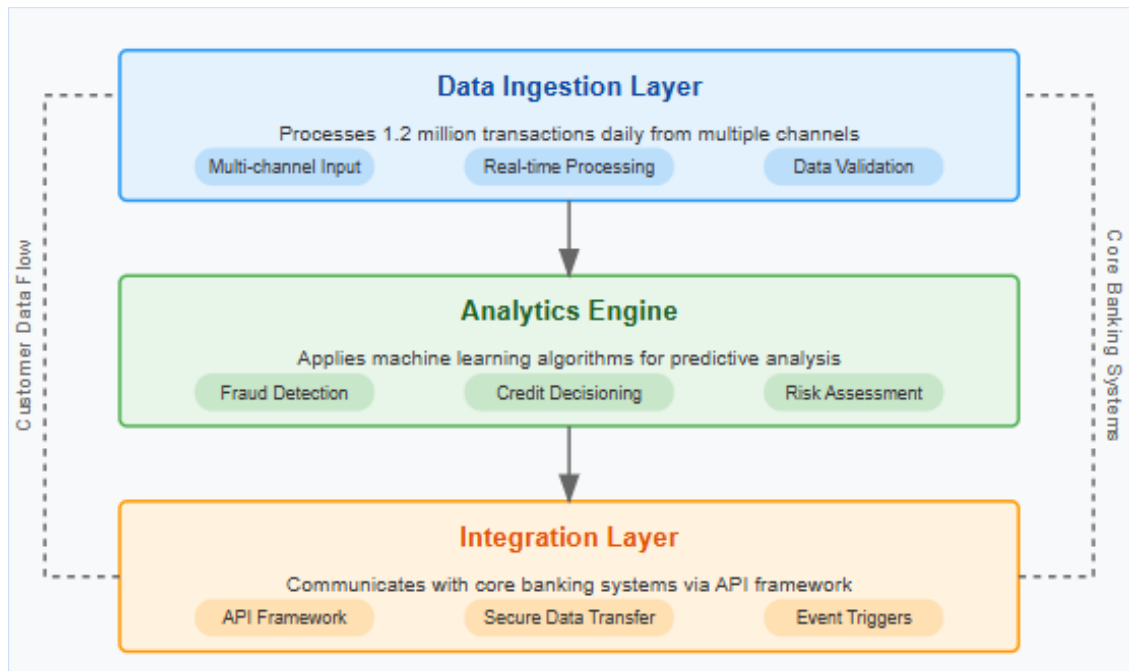 Data Ingestion Layer
Processes 1.2 million transactions daily from multiple channels
Multi-channel Input
Real-time Processing
Data Validation
Customer Data Flow
Core Banking Systems
Analytics Engine
Applies machine learning algorithms for predictive analysis
Fraud Detection
Credit Decisioning
Risk Assessment
Integration Layer
Communicates with core banking systems via API framework
API Framework
Secure Data Transfer
Event Triggers